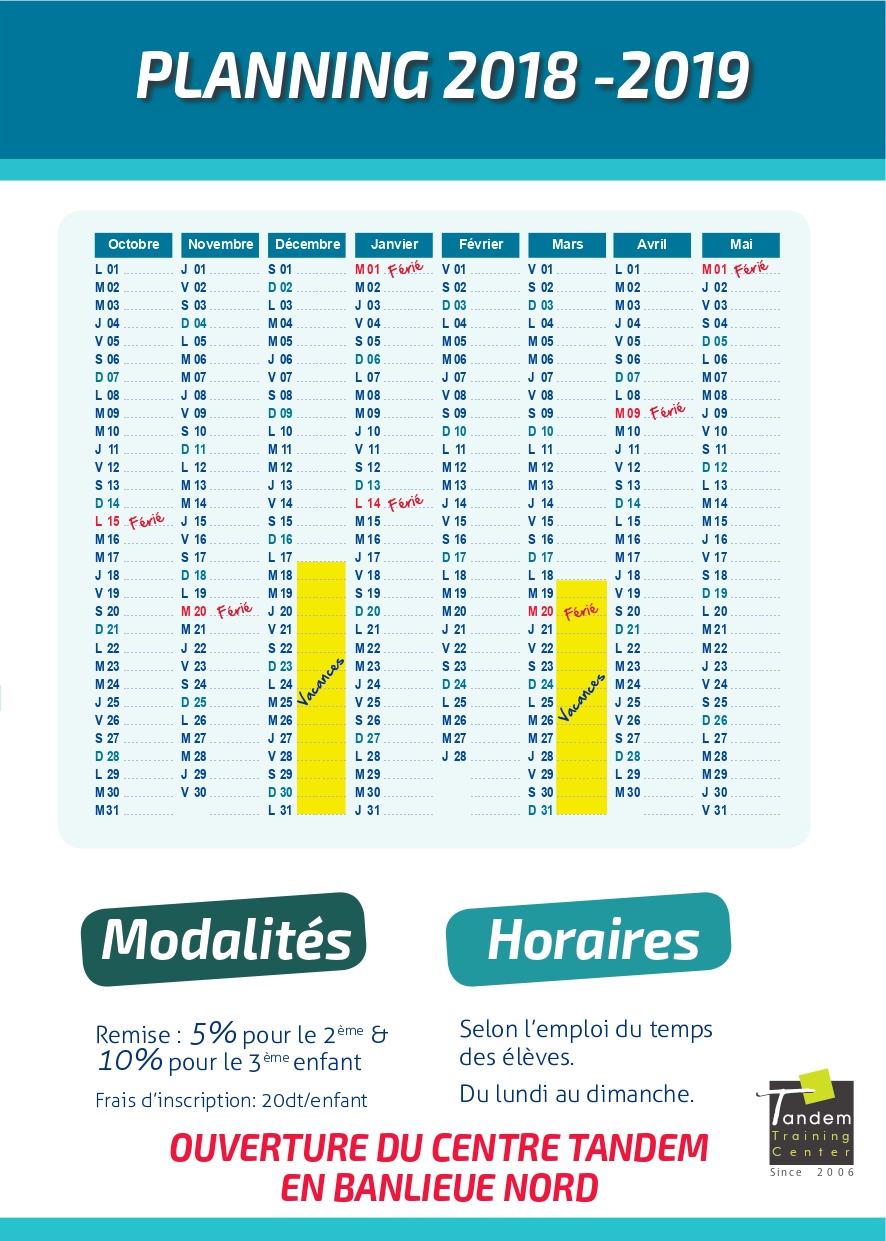 PLANNING 2018 -2019
Octobre Novembre Décembre Janvier Février Mars Avril Mai
L 01 J 01 S 01 M 01 Férié V 01 V 01 L 01 M 01 Férié
M 02 V 02 D 02 M 02 S 02 S 02 M 02 J 02
M 03 S 03 L 03 J 03 D 03 D 03 M 03 V 03
J 04 D 04 M 04 V 04 L 04 L 04 J 04 S 04
V 05 L 05 M 05 S 05 M 05 M 05 V 05 D 05
S 06 M 06 J 06 D 06 M 06 M 06 S 06 L 06
D 07 M 07 V 07 L 07 J 07 J 07 D 07 M 07
L 08 J 08 S 08 M 08 V 08 V 08 L 08 M 08
M 09 V 09 D 09 M 09 S 09 S 09 M 09 Férié J 09
M 10 S 10 L 10 J 10 D 10 D 10 M 10 V 10
J 11 D 11 M 11 V 11 L 11 L 11 J 11 S 11
V 12 L 12 M 12 S 12 M 12 M 12 V 12 D 12
S 13 M 13 J 13 D 13 M 13 M 13 S 13 L 13
D 14 M 14 V 14 L 14 Férié J 14 J 14 D 14 M 14
L 15 Férié J 15 S 15 M 15 V 15 V 15 L 15 M 15
M 16 V 16 D 16 M 16 S 16 S 16 M 16 J 16
M 17 S 17 L 17 J 17 D 17 D 17 M 17 V 17
J 18 D 18 M 18 V 18 L 18 L 18 J 18 S 18
V 19 L 19 M 19 S 19 M 19 M 19 V 19 D 19
S 20 M 20 Férié J 20 D 20 M 20 M 20 Férié S 20 L 20
D 21 M 21 V 21 L 21 J 21 J 21 D 21 M 21
L 22 J 22 S 22 M 22 V 22 V 22 L 22 M 22
M 23 V 23 D 23 M 23 S 23 S 23 M 23 J 23
M 24 S 24 L 24 Vacances J 24 D 24 D 24 Vacances M 24 V 24
J 25 D 25 M 25 V 25 L 25 L 25 J 25 S 25
V 26 L 26 M 26 S 26 M 26 M 26 V 26 D 26
S 27 M 27 J 27 D 27 M 27 M 27 S 27 L 27
D 28 M 28 V 28 L 28 J 28 J 28 D 28 M 28
L 29 J 29 S 29 M 29 V 29 L 29 M 29
M 30 V 30 D 30 M 30 S 30 M 30 J 30
M 31 L 31 J 31 D 31 V 31
Modalités
Remise : 5% pour le 2ème &
10% pour le 3ème enfant
Frais d'inscription: 20dt/enfant
Horaires
Selon l'emploi du temps
des élèves.
Du lundi au dimanche.
OUVERTURE DU CENTRE TANDEM
EN BANLIEUE NORD
Tandem
Training
Center
Since 2006